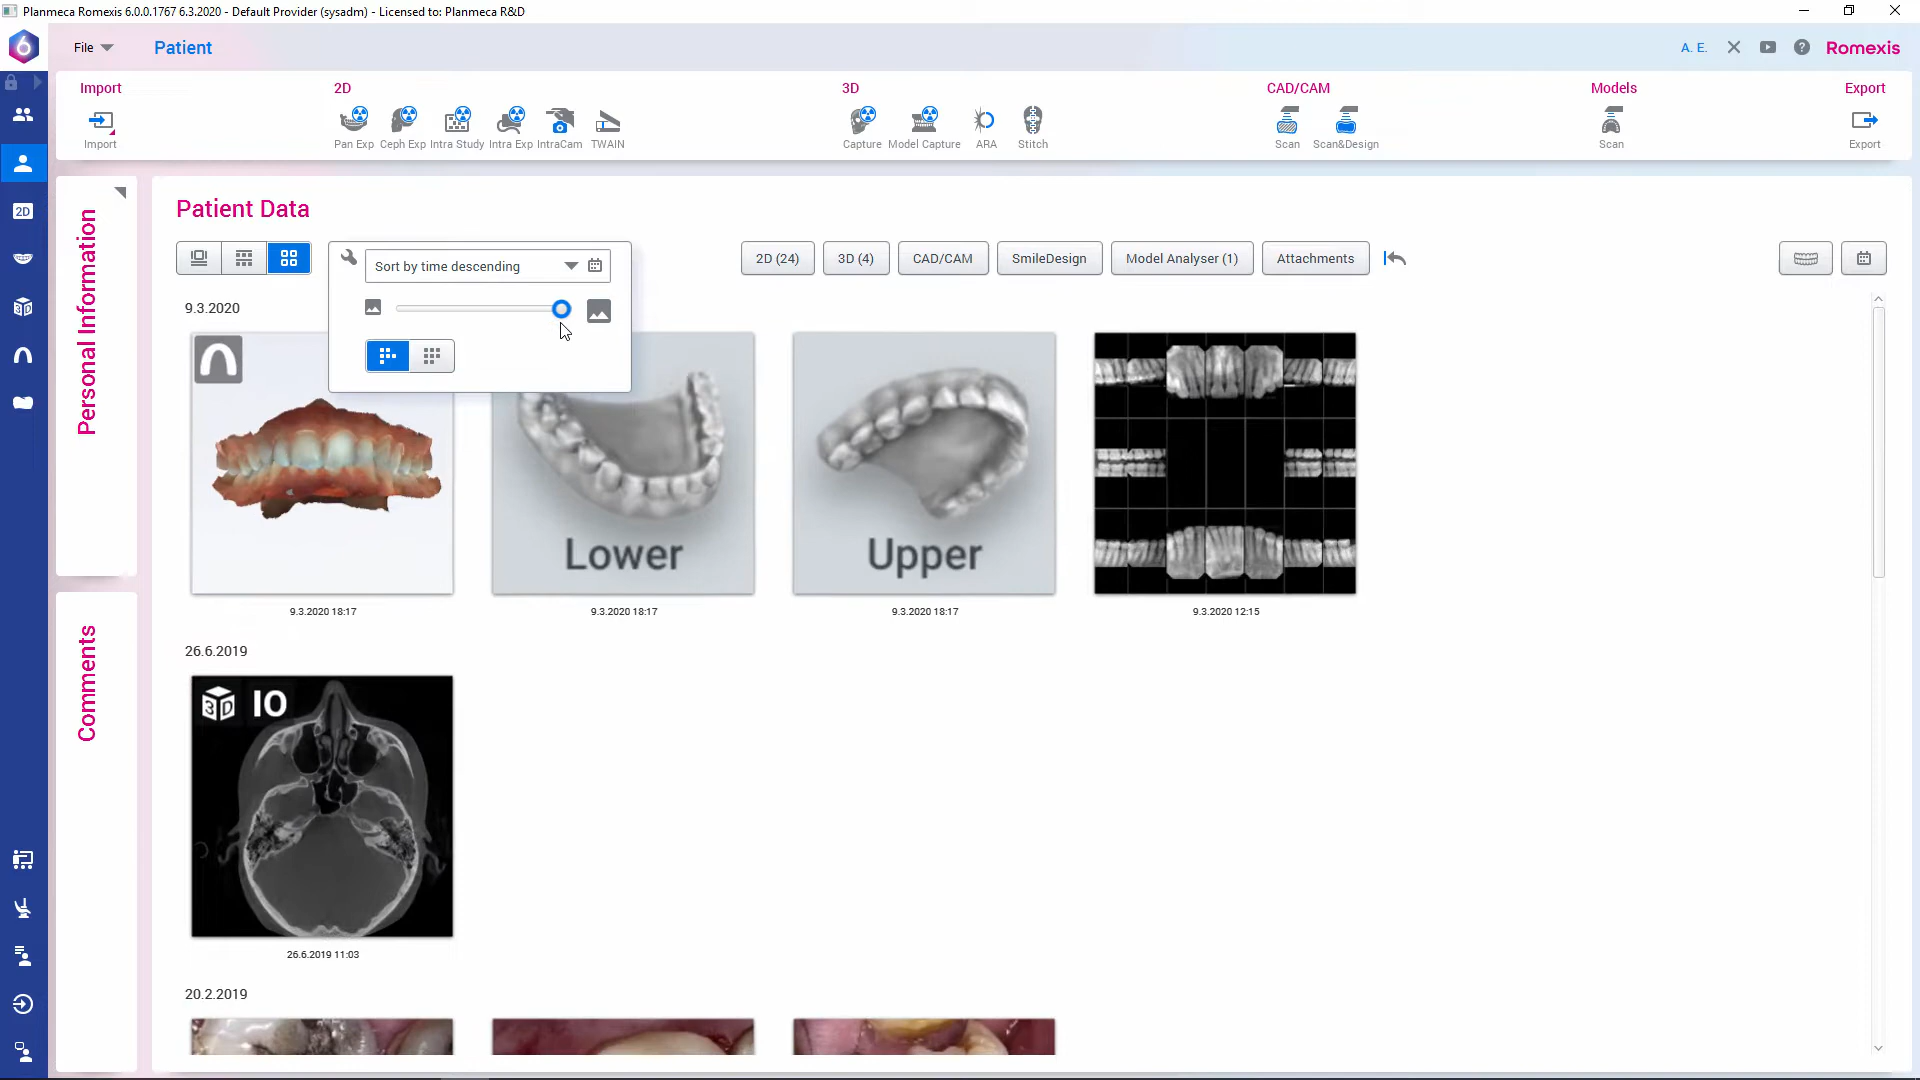 Planmeca Romexis 6.0.0.1767 6.3.2020 - Default Provider (sysadm) - Licensed to: Planmeca R&D
6
File
Patient
A. E.
Romexis
Import
2D
3D
CAD/CAM
Models
Export
Import
Pan Exp
Ceph Exp
Intra Study
Intra Exp
IntraCam
TWAIN
Capture
Model Capture
ARA
Stitch
Scan
Scan&Design
Scan
Export
2D
3D
Personal Information
Comments
Patient Data
Sort by time descending
2D (24)
3D (4)
CAD/CAM
SmileDesign
Model Analyser (1)
Attachments
9.3.2020
Lower
Upper
9.3.2020 18:17
9.3.2020 18:17
9.3.2020 18:17
9.3.2020 12:15
26.6.2019
3D IO
26.6.2019 11:03
20.2.2019